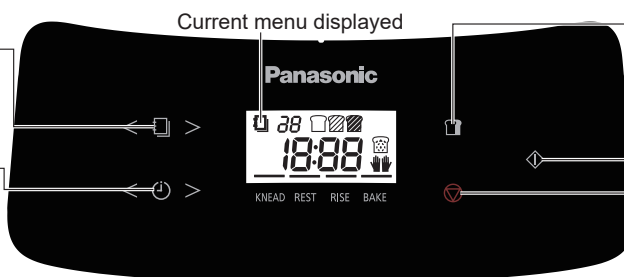 Current menu displayed
Panasonic
38
18:88
KNEAD REST RISE BAKE